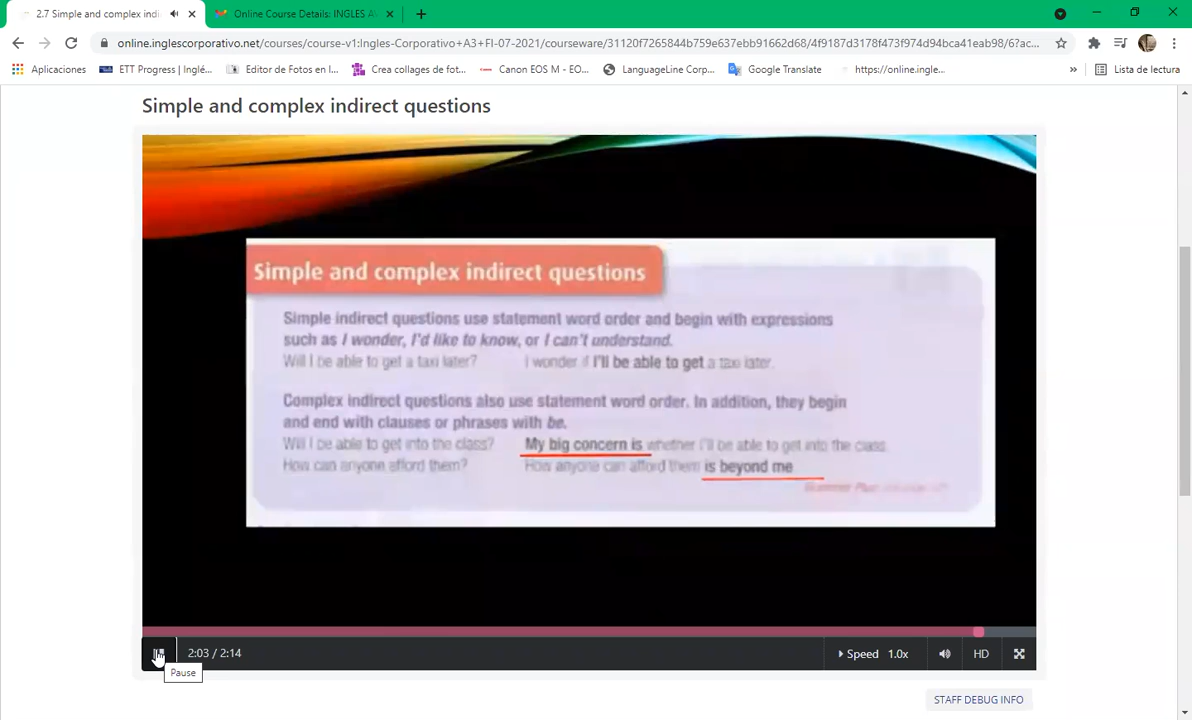 2.7 Simple and complex indi
Online Course Details: INGLES A
online.inglescorporativo.net/courses/course-v1:Ingles-Corporativo+A3+FI-07-2021/courseware/31120f7265844b759e637ebb91662d68/4f9187d3178f473f974d94bca41eab98/6?ac...
Aplicaciones
ETT Progress | Inglé...
Editor de Fotos en l...
Crea collages de fot...
Canon EOS M - EO...
LanguageLine Corp...
Google Translate
https://online.ingle...
»
Lista de lectura
Simple and complex indirect questions
Simple and complex indirect questions
Simple indirect questions use statement word order and begin with expressions
such as I wonder, I'd like to know, or I can't understand.
Will I be able to get a taxi later? I wonder if I'll be able to get a taxi later.
Complex indirect questions also use statement word order. In addition, they begin
and end with clauses or phrases with be.
Will I be able to get into the class? My big concern is whether I'll be able to get into the class.
How can anyone afford them? How anyone can afford them is beyond me
2:03 / 2:14
Speed 1.0x
HD
Pause
STAFF DEBUG INFO